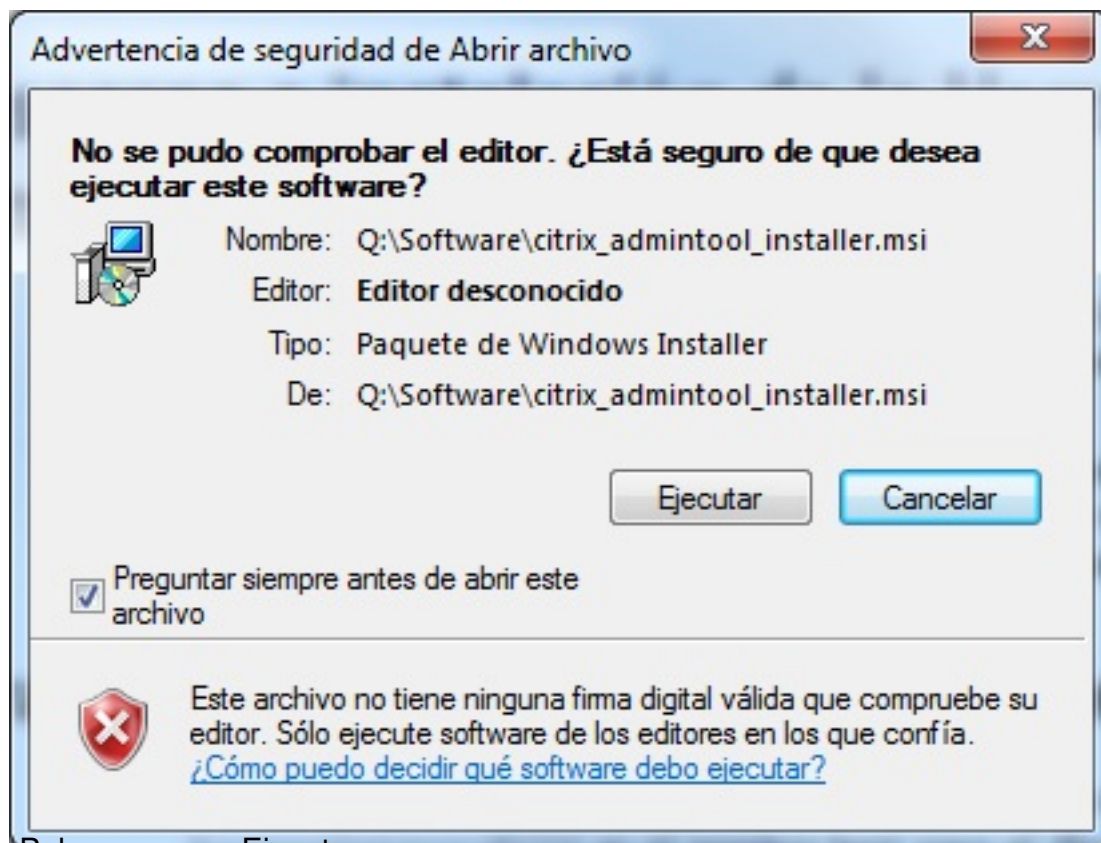 Advertencia de seguridad de Abrir archivo
No se pudo comprobar el editor. ¿Está seguro de que desea
ejecutar este software?
Nombre: Q:\Software\citrix_admintool_installer.msi
Editor: Editor desconocido
Tipo: Paquete de Windows Installer
De: Q:\Software\citrix_admintool_installer.msi
Ejecutar Cancelar
Preguntar siempre antes de abrir este
archivo
Este archivo no tiene ninguna firma digital válida que compruebe su
editor. Sólo ejecute software de los editores en los que confía.
¿Cómo puedo decidir qué software debo ejecutar?